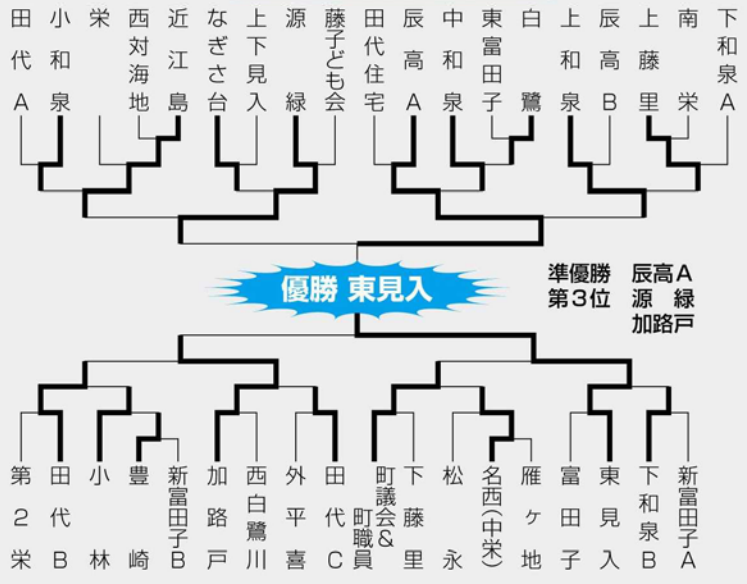 田代A
小和泉
栄
西対海地
近江島
なぎさ台
上下見入
源緑
藤子ども会
田代住宅
辰高A
中和泉
東富田子
白鷺
上和泉
辰高B
上藤里
南栄
下和泉A
優勝 東見入
準優勝 辰高A
第3位 源 緑
加路戸
第2栄
田代B
小林
豊崎
新富田子B
加路戸
西白鷺川
外平喜
田代C
町議会&
町職員
下藤里
松永
名西(中栄)
雁ヶ地
富田子
東見入
下和泉B
新富田子A